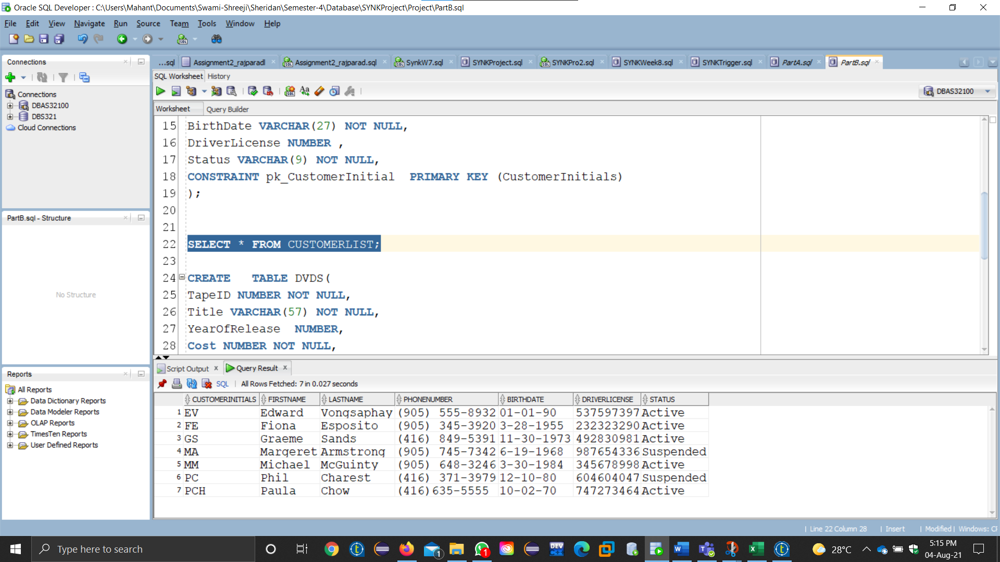 Oracle SQL Developer : C:\Users\Mahant\Documents\Swami-Shreeji\Sheridan\Semester-4\Database\SYNKProject\Project\PartB.sql
File Edit View Navigate Run Source Team Tools Window Help
Connections
Connections
DBAS32100
DBS321
Cloud Connections
PartB.sql - Structure
No Structure
Reports
All Reports
Data Dictionary Reports
Data Modeler Reports
OLAP Reports
TimesTen Reports
User Defined Reports
...sql Assignment2_rajparadl Assignment2_rajparad.sql SynkW7.sql SYNKProject.sql SYNKPro2.sql SYNKWeek8.sql SYNKTrigger.sql PartA.sql PartB.sql
SQL Worksheet History
DBAS32100
Worksheet Query Builder
15 BirthDate VARCHAR(27) NOT NULL,
16 DriverLicense NUMBER ,
17 Status VARCHAR(9) NOT NULL,
18 CONSTRAINT pk_CustomerInitial PRIMARY KEY (CustomerInitials)
19 );
20
21
22 SELECT * FROM CUSTOMERLIST;
23
24 CREATE TABLE DVDS(
25 TapeID NUMBER NOT NULL,
26 Title VARCHAR(57) NOT NULL,
27 YearOfRelease NUMBER,
28 Cost NUMBER NOT NULL,
Script Output Query Result
SQL | All Rows Fetched: 7 in 0.027 seconds
CUSTOMERINITIALS FIRSTNAME LASTNAME PHONENUMBER BIRTHDATE DRIVERLICENSE STATUS
1 EV Edward Vongsaphay (905) 555-8932 01-01-90 537597397 Active
2 FE Fiona Esposito (905) 345-3920 3-28-1955 232323290 Active
3 GS Graeme Sands (416) 849-5391 11-30-1973 492830981 Active
4 MA Margeret Armstrong (905) 745-7342 6-19-1968 987654336 Suspended
5 MM Michael McGuinty (905) 648-3246 3-30-1984 345678998 Active
6 PC Phil Charest (416) 371-3979 12-10-80 604604047 Suspended
7 PCH Paula Chow (416)635-5555 10-02-70 747273464 Active
| Line 22 Column 28 | Insert | Modified | Windows: CF
Type here to search
DEV
1
1
28°C
5:15 PM
04-Aug-21